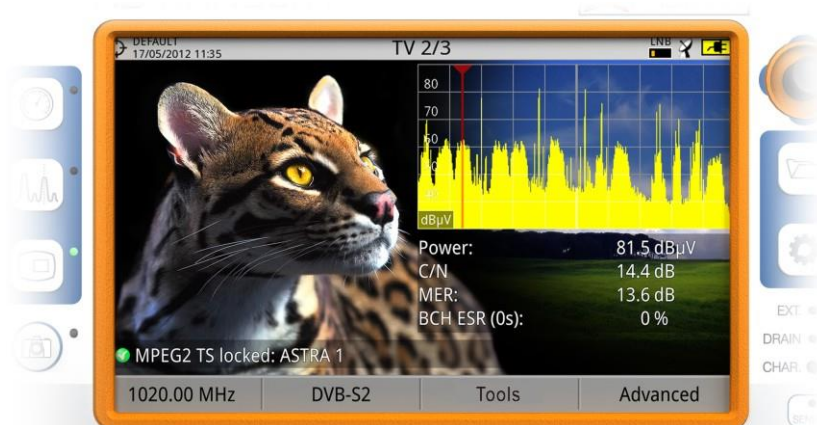 DEFAULT
17/05/2012 11:35
TV 2/3
LNB
80
70
60
dBµV
Power: 81.5 dBµV
C/N 14.4 dB
MER: 13.6 dB
BCH ESR (0s): 0 %
MPEG2 TS locked: ASTRA 1
1020.00 MHz DVB-S2 Tools Advanced
EXT
DRAIN
CHAR.